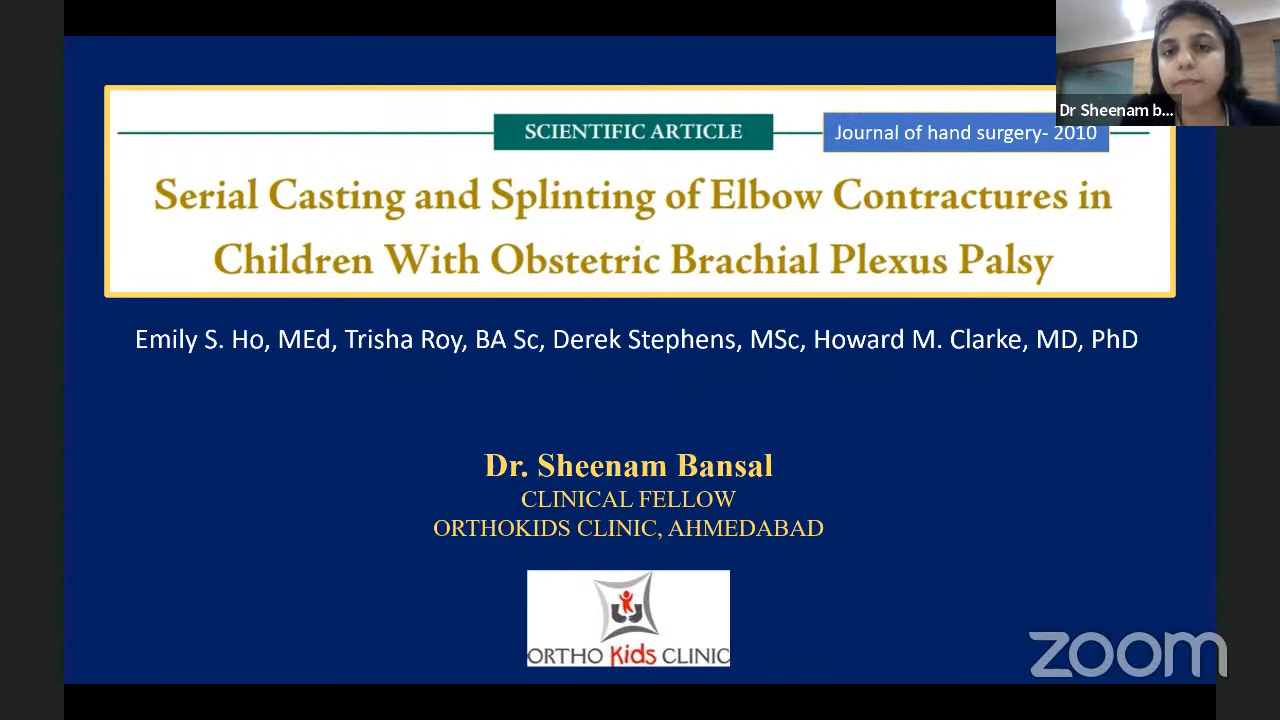 Dr Sheenam b...
SCIENTIFIC ARTICLE
Journal of hand surgery- 2010
Serial Casting and Splinting of Elbow Contractures in
Children With Obstetric Brachial Plexus Palsy
Emily S. Ho, MEd, Trisha Roy, BA Sc, Derek Stephens, MSc, Howard M. Clarke, MD, PhD
Dr. Sheenam Bansal
CLINICAL FELLOW
ORTHOKIDS CLINIC, AHMEDABAD
ORTHO Kids CLINIC
zoom